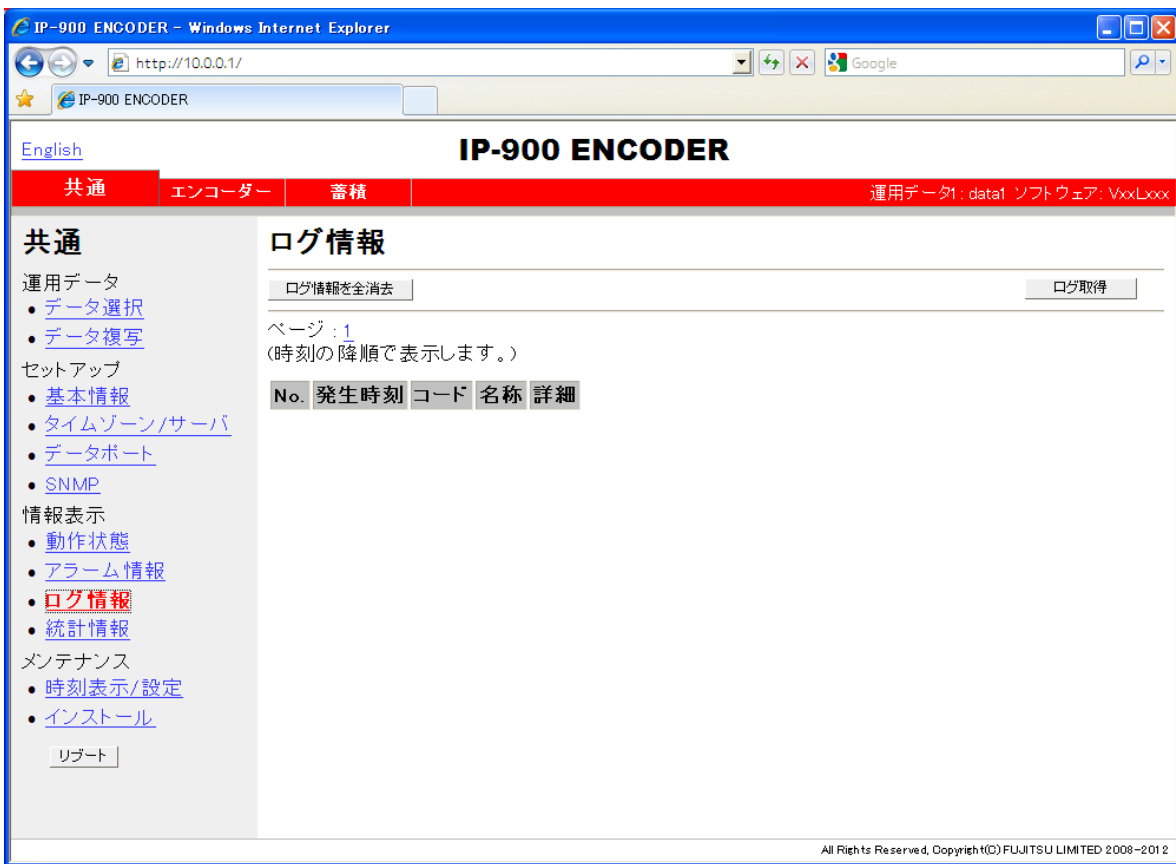 IP-900 ENCODER - Windows Internet Explorer
http://10.0.0.1/
Google
IP-900 ENCODER
English
IP-900 ENCODER
共通
エンコーダー
蓄積
運用データ1 : data1 ソフトウェア: VxxLxxx
共通
運用データ
データ選択
データ複写
セットアップ
基本情報
タイムゾーン/サーバ
データポート
SNMP
情報表示
動作状態
アラーム情報
ログ情報
統計情報
メンテナンス
時刻表示/設定
インストール
リブート
ログ情報
ログ情報を全消去
ログ取得
ページ : 1
(時刻の降順で表示します。)
No. 発生時刻 コード 名称 詳細
All Rights Reserved, Copyright(C) FUJITSU LIMITED 2008-2012